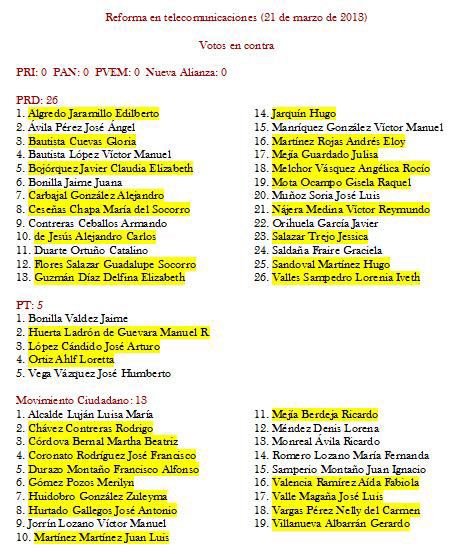 Reforma en telecomunicaciones (21 de marzo de 2013)
Votos en contra
PRI: 0 PAN: 0 PVEM: 0 Nueva Alianza: 0
PRD: 26
1. Algredo Jaramillo Edilberto
2. Ávila Pérez José Ángel
3. Bautista Cuevas Gloria
4. Bautista López Víctor Manuel
5. Bojórquez Javier Claudia Elizabeth
6. Bonilla Jaime Juana
7. Carbajal González Alejandro
8. Ceseñas Chapa María del Socorro
9. Contreras Ceballos Armando
10. de Jesús Alejandro Carlos
11. Duarte Ortuño Catalino
12. Flores Salazar Guadalupe Socorro
13. Guzmán Díaz Delfina Elizabeth
14. Jarquín Hugo
15. Manríquez González Víctor Manuel
16. Martínez Rojas Andrés Eloy
17. Mejía Guardado Julisa
18. Melchor Vásquez Angélica Rocío
19. Mota Ocampo Gisela Raquel
20. Muñoz Soria José Luis
21. Nájera Medina Víctor Reymundo
22. Orihuela García Javier
23. Salazar Trejo Jessica
24. Saldaña Fraire Graciela
25. Sandoval Martínez Hugo
26. Valles Sampedro Lorenia Iveth
PT: 5
1. Bonilla Valdez Jaime
2. Huerta Ladrón de Guevara Manuel R.
3. López Cándido José Arturo
4. Ortiz Ahlf Loretta
5. Vega Vázquez José Humberto
Movimiento Ciudadano: 13
1. Alcalde Luján Luisa María
2. Chávez Contreras Rodrigo
3. Córdova Bernal Martha Beatriz
4. Coronato Rodríguez José Francisco
5. Durazo Montaño Francisco Alfonso
6. Gómez Pozos Merilyn
7. Huidobro González Zuleyma
8. Hurtado Gallegos José Antonio
9. Jorrín Lozano Víctor Manuel
10. Martínez Martínez Juan Luis
11. Mejía Berdeja Ricardo
12. Méndez Denis Lorena
13. Monreal Ávila Ricardo
14. Romero Lozano María Fernanda
15. Samperio Montaño Juan Ignacio
16. Valencia Ramírez Aída Fabiola
17. Valle Magaña José Luis
18. Vargas Pérez Nelly del Carmen
19. Villanueva Albarrán Gerardo